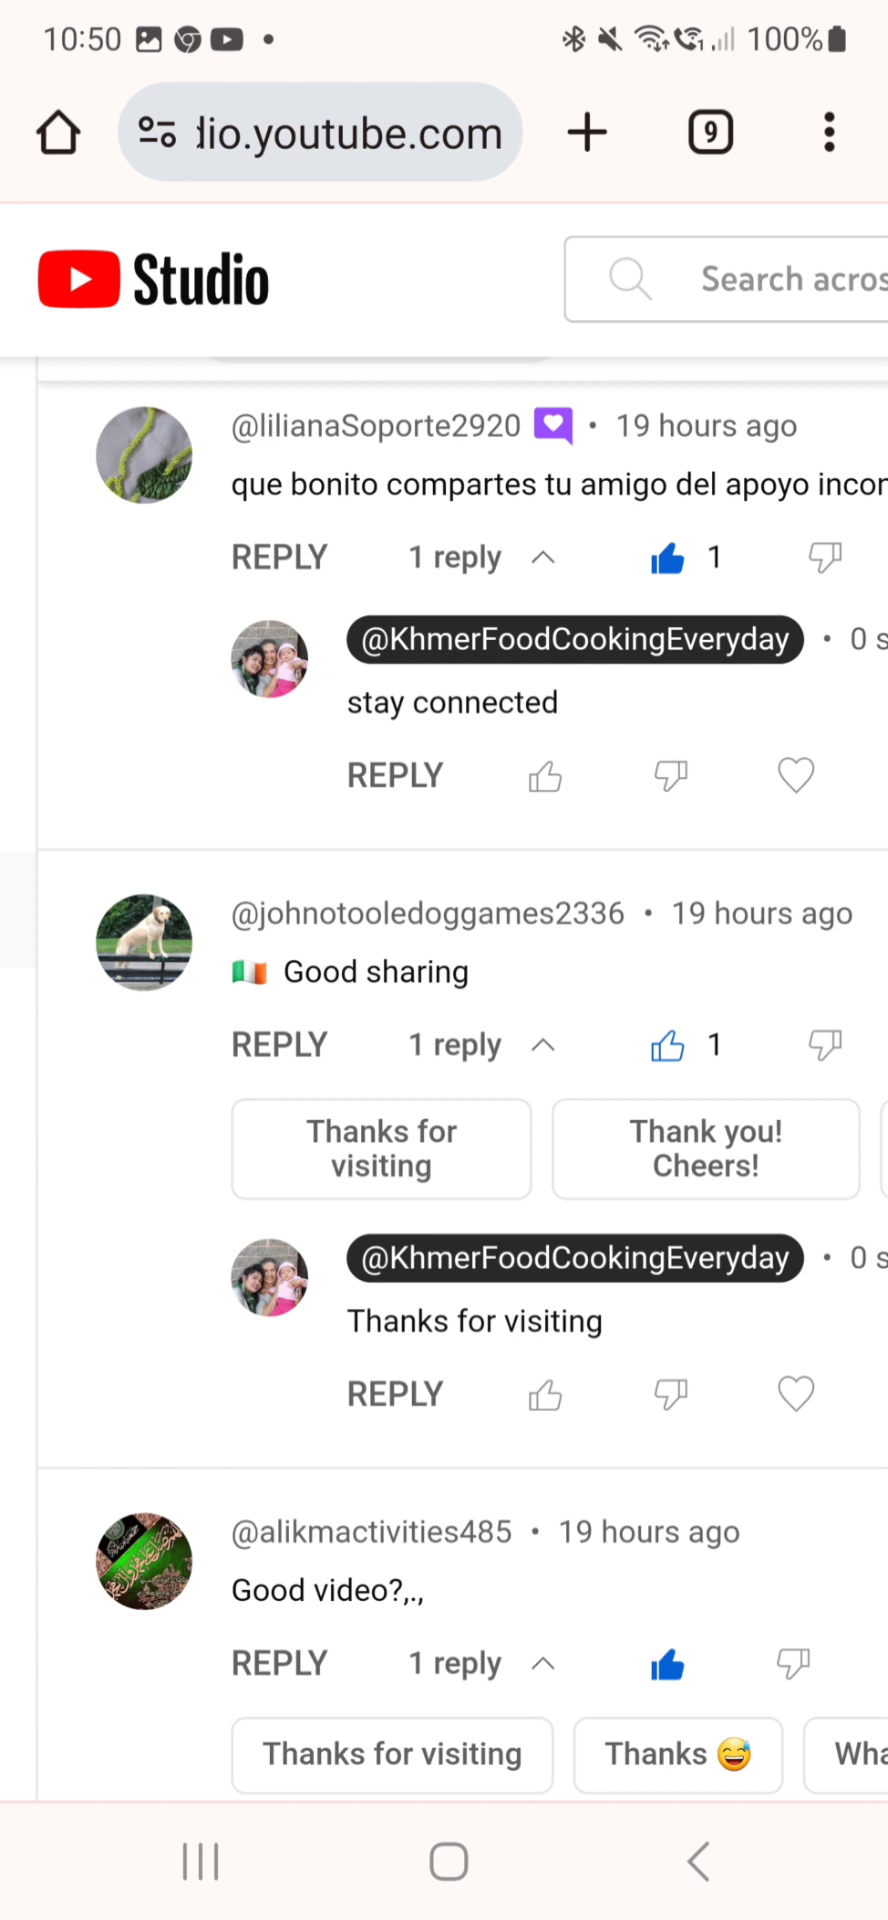 10:50 100%
dio.youtube.com 9
Studio Search acros
@lilianaSoporte2920 • 19 hours ago
que bonito compartes tu amigo del apoyo incon
REPLY 1 reply 1
@KhmerFoodCookingEveryday • 0 s
stay connected
REPLY
@johnotooledoggames2336 • 19 hours ago
🇮🇪 Good sharing
REPLY 1 reply 1
Thanks for visiting
Thank you! Cheers!
@KhmerFoodCookingEveryday • 0 s
Thanks for visiting
REPLY
@alikmactivities485 • 19 hours ago
Good video?,.,
REPLY 1 reply
Thanks for visiting Thanks 😅 Wha